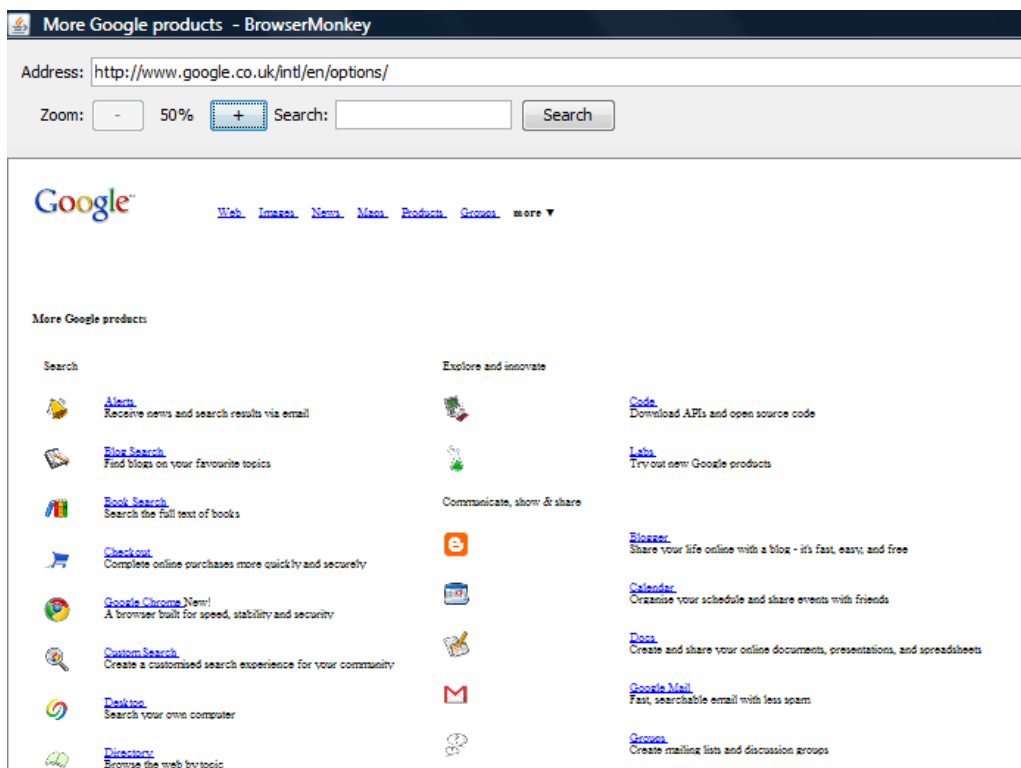 More Google products - BrowserMonkey
Address: http://www.google.co.uk/intl/en/options/
Zoom: - 50% + Search: Search
Google™
Web Images News Maps Products Groups more ▼
More Google products
Search
Alerts
Receive news and search results via email
Blog Search
Find blogs on your favourite topics
Book Search
Search the full text of books
Checkout
Complete online purchases more quickly and securely
Google Chrome New!
A browser built for speed, stability and security
Custom Search
Create a customised search experience for your community
Desktop
Search your own computer
Directory
Browse the web by topic
Explore and innovate
Code
Download APIs and open source code
Labs
Try out new Google products
Communicate, show & share
Blogger
Share your life online with a blog - it's fast, easy, and free
Calendar
Organise your schedule and share events with friends
Docs
Create and share your online documents, presentations, and spreadsheets
Google Mail
Fast, searchable email with less spam
Groups
Create mailing lists and discussion groups